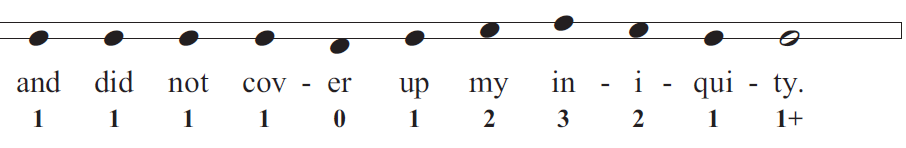 and did not cov - er up my in - i - qui - ty.
1 1 1 1 0 1 2 3 2 1 1+